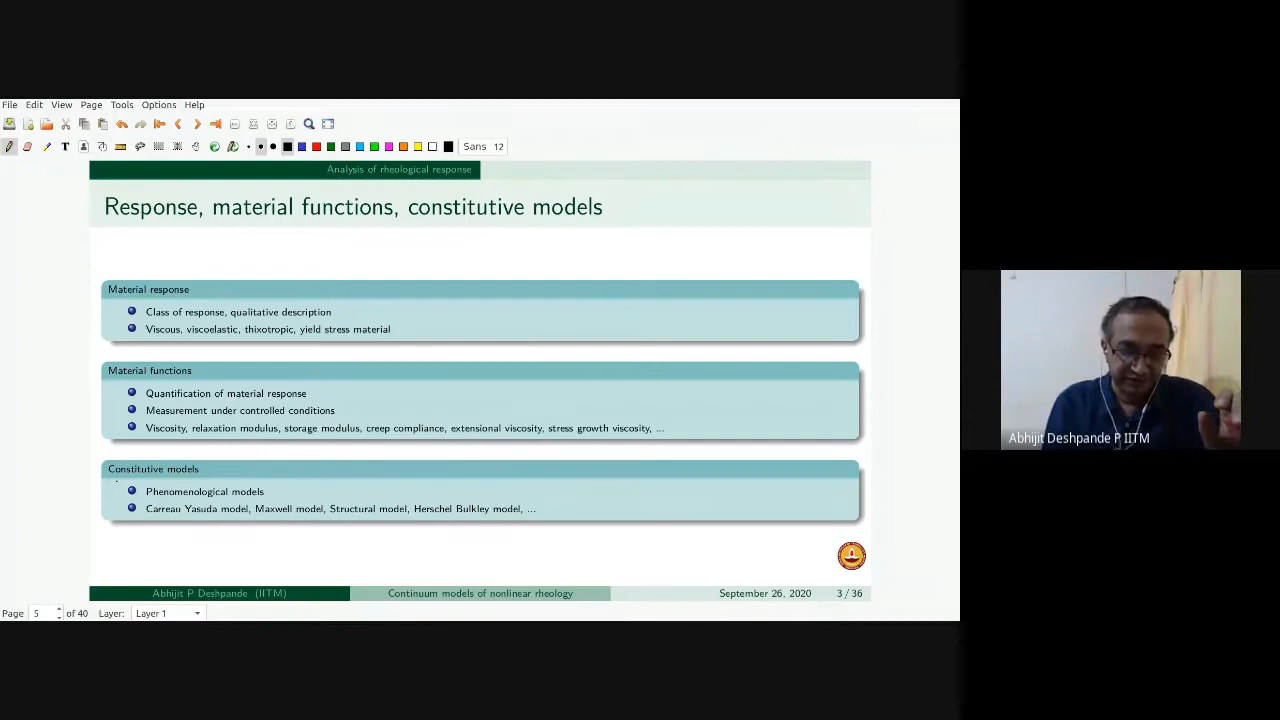 File Edit View Page Tools Options Help
Sans 12
Analysis of rheological response
Response, material functions, constitutive models
Material response
Class of response, qualitative description
Viscous, viscoelastic, thixotropic, yield stress material
Material functions
Quantification of material response
Measurement under controlled conditions
Viscosity, relaxation modulus, storage modulus, creep compliance, extensional viscosity, stress growth viscosity, ...
Constitutive models
Phenomenological models
Carreau Yasuda model, Maxwell model, Structural model, Herschel Bulkley model, ...
Abhijit P Deshpande (IITM) Continuum models of nonlinear rheology September 26, 2020 3 / 36
Page 5 of 40 Layer: Layer 1
Abhijit Deshpande P IITM